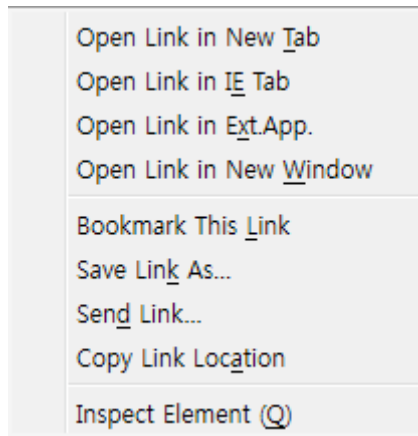 Open Link in New Tab
Open Link in IE Tab
Open Link in Ext.App.
Open Link in New Window
Bookmark This Link
Save Link As...
Send Link...
Copy Link Location
Inspect Element (Q)